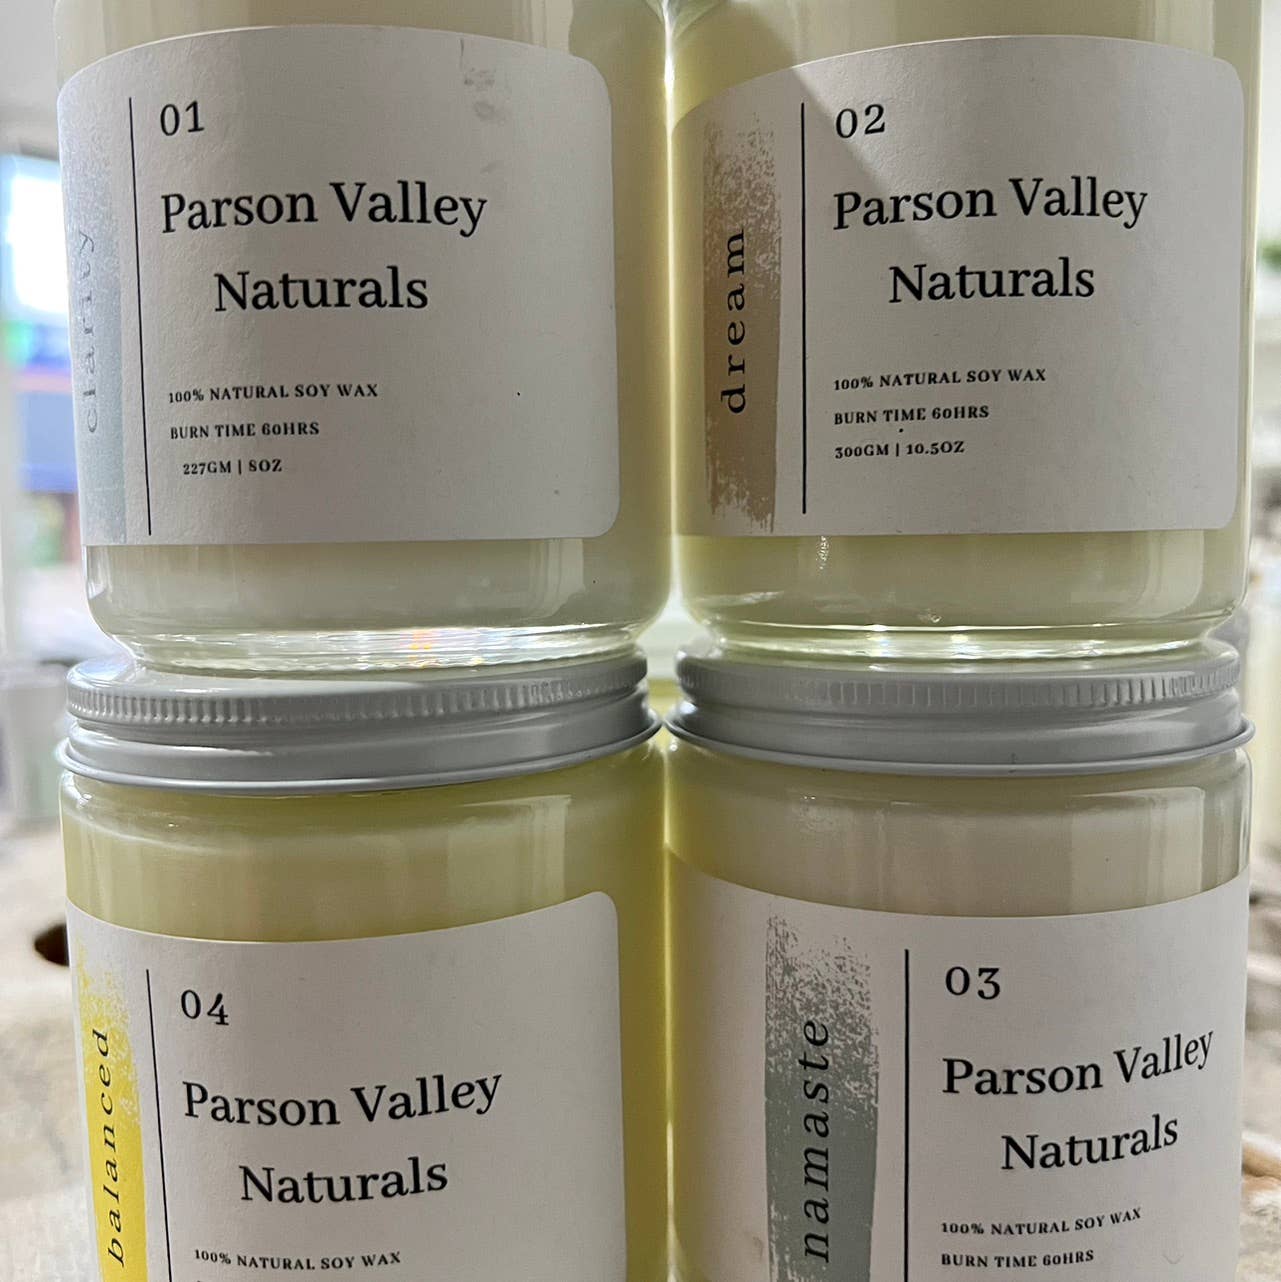 01
Parson Valley
Naturals
100% NATURAL SOY WAX
BURN TIME 60HRS
227GM | 8OZ
clarity
02
Parson Valley
Naturals
100% NATURAL SOY WAX
BURN TIME 60HRS
300GM | 10.5OZ
dream
04
Parson Valley
Naturals
100% NATURAL SOY WAX
balanced
03
Parson Valley
Naturals
100% NATURAL SOY WAX
BURN TIME 60HRS
namaste